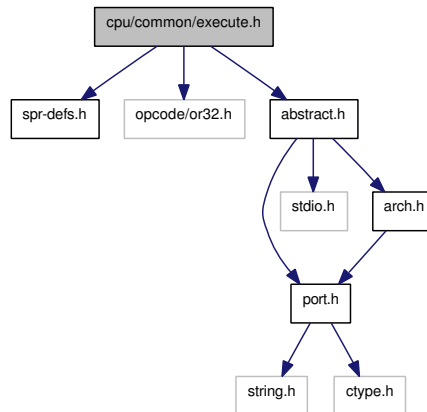 cpu/common/execute.h
spr-defs.h
opcode/or32.h
abstract.h
stdio.h
arch.h
port.h
string.h
ctype.h